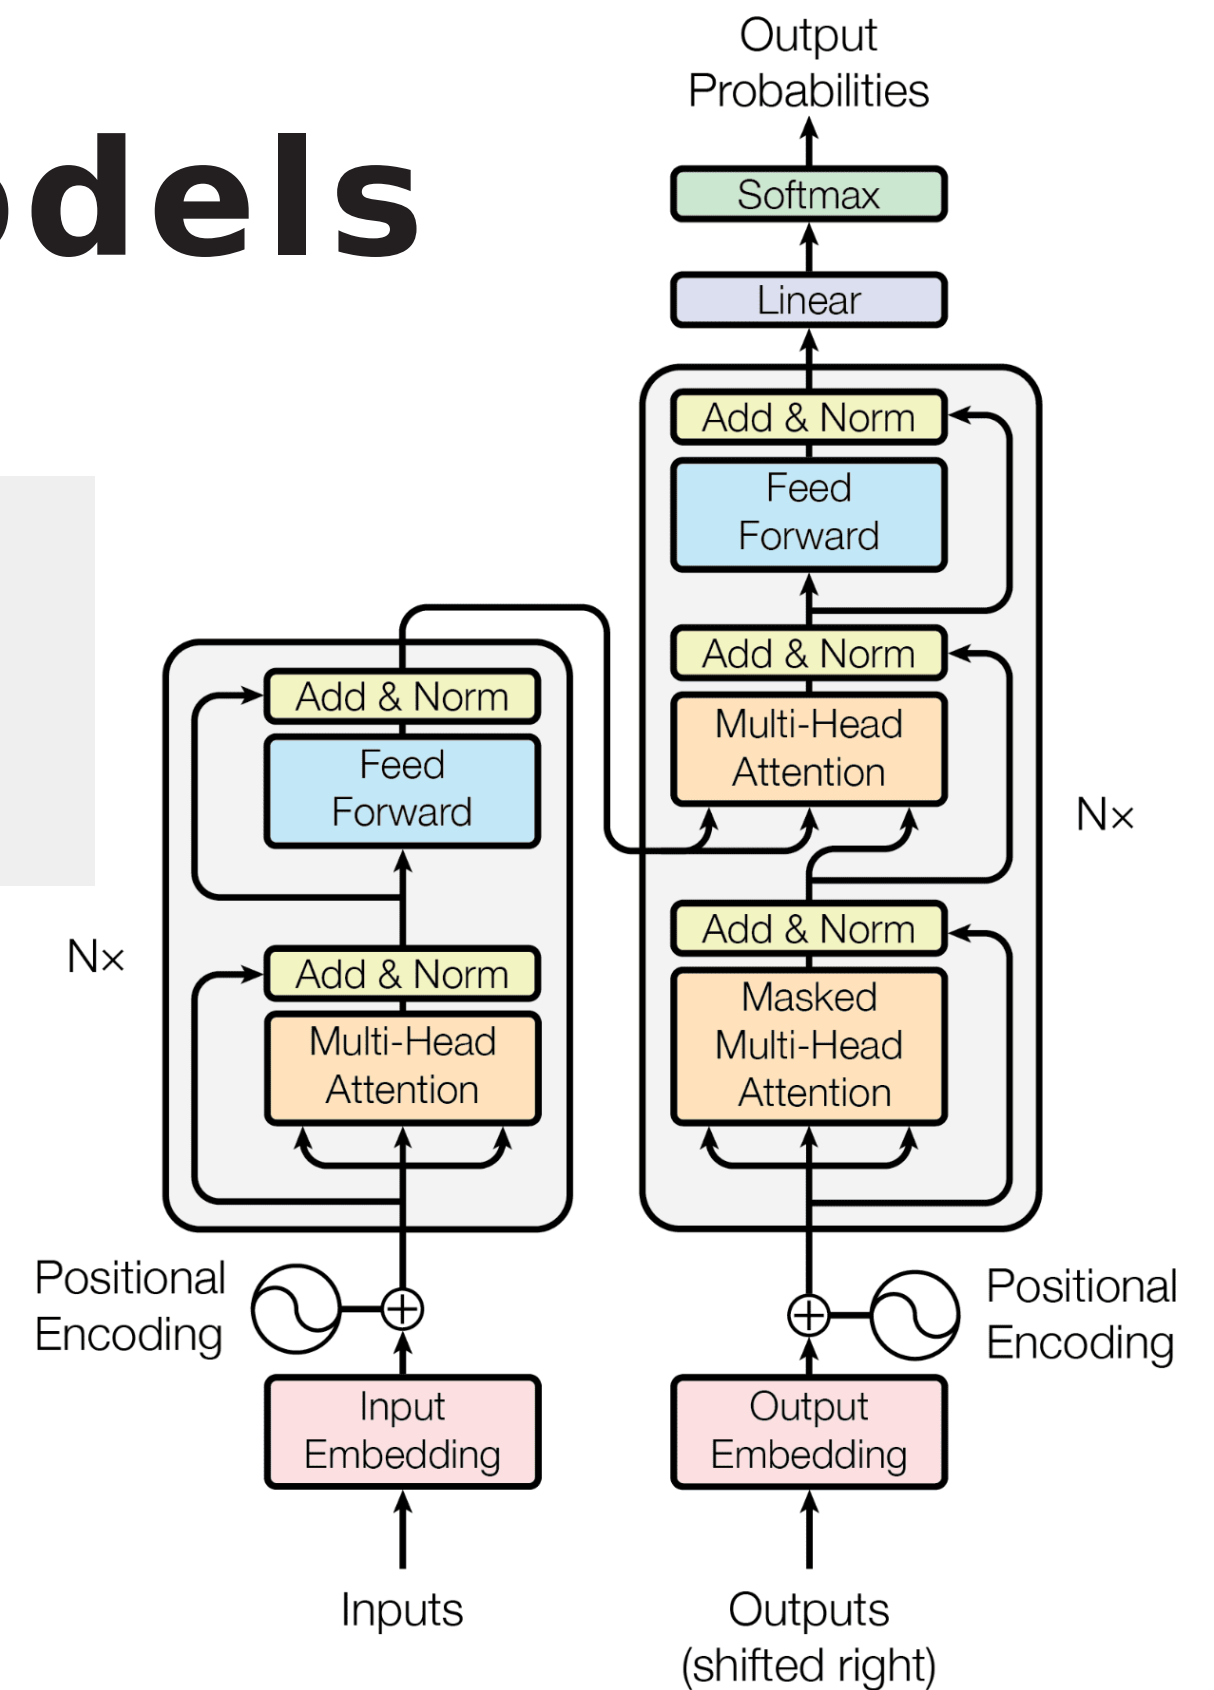 odels
Output
Probabilities
Softmax
Linear
Add & Norm
Feed
Forward
Add & Norm
Multi-Head
Attention
N×
Add & Norm
Masked
Multi-Head
Attention
Add & Norm
Feed
Forward
N×
Add & Norm
Multi-Head
Attention
Positional
Encoding
Positional
Encoding
Input
Embedding
Output
Embedding
Inputs
Outputs
(shifted right)